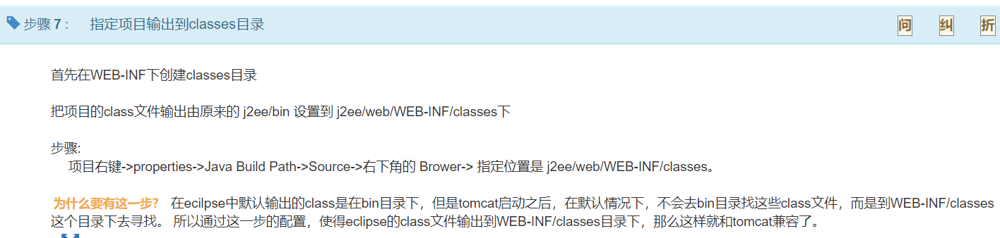 步骤 7 : 指定项目输出到classes目录 问 纠 折
首先在WEB-INF下创建classes目录
把项目的class文件输出由原来的 j2ee/bin 设置到 j2ee/web/WEB-INF/classes下
步骤:
项目右键->properties->Java Build Path->Source->右下角的 Brower-> 指定位置是 j2ee/web/WEB-INF/classes。
为什么要有这一步? 在ecilpse中默认输出的class是在bin目录下，但是tomcat启动之后，在默认情况下，不会去bin目录找这些class文件，而是到WEB-INF/classes
这个目录下去寻找。 所以通过这一步的配置，使得eclipse的class文件输出到WEB-INF/classes目录下，那么这样就和tomcat兼容了。